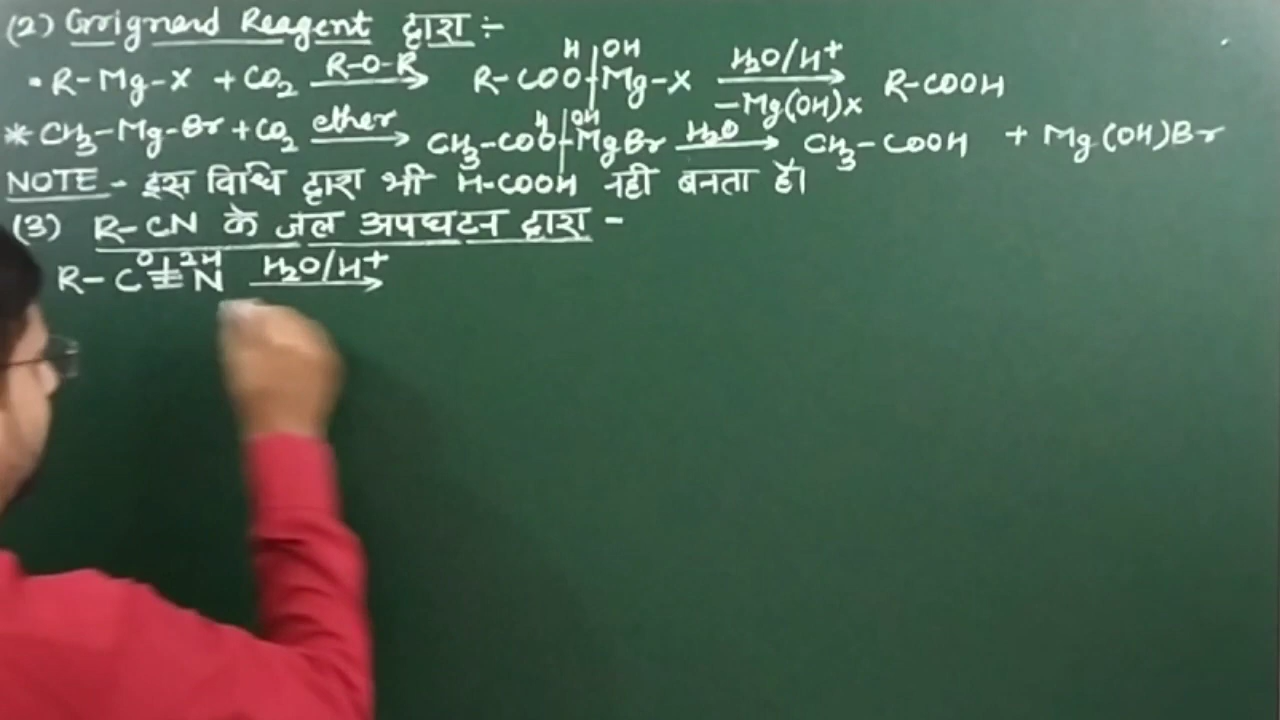 (2) Grignard Reagent द्वारा :-
• R-Mg-X + CO₂ R-O-R → R-COO H|OH Mg-X H₂O/H⁺ → -Mg(OH)X R-COOH
* CH₃-Mg-Br + CO₂ ether → CH₃-COO H|OH MgBr H₂O → CH₃-COOH + Mg(OH)Br
NOTE - इस विधि द्वारा भी H-COOH नही बनता है।
(3) R-CN के जल अपघटन द्वारा -
R-C O≡2H N H₂O/H⁺ →